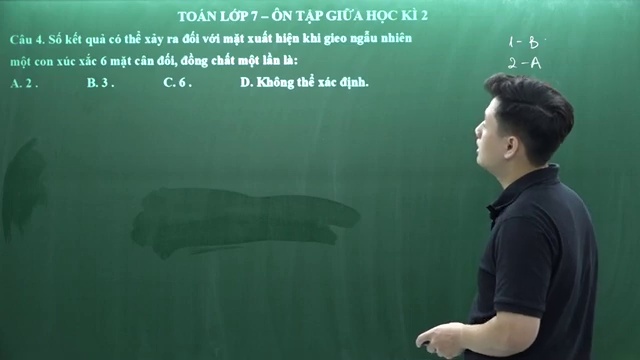 TOÁN LỚP 7 – ÔN TẬP GIỮA HỌC KÌ 2
Câu 4. Số kết quả có thể xảy ra đối với mặt xuất hiện khi gieo ngẫu nhiên
một con xúc xắc 6 mặt cân đối, đồng chất một lần là:
A. 2 . B. 3 . C. 6 . D. Không thể xác định.
1 - B
2 - A